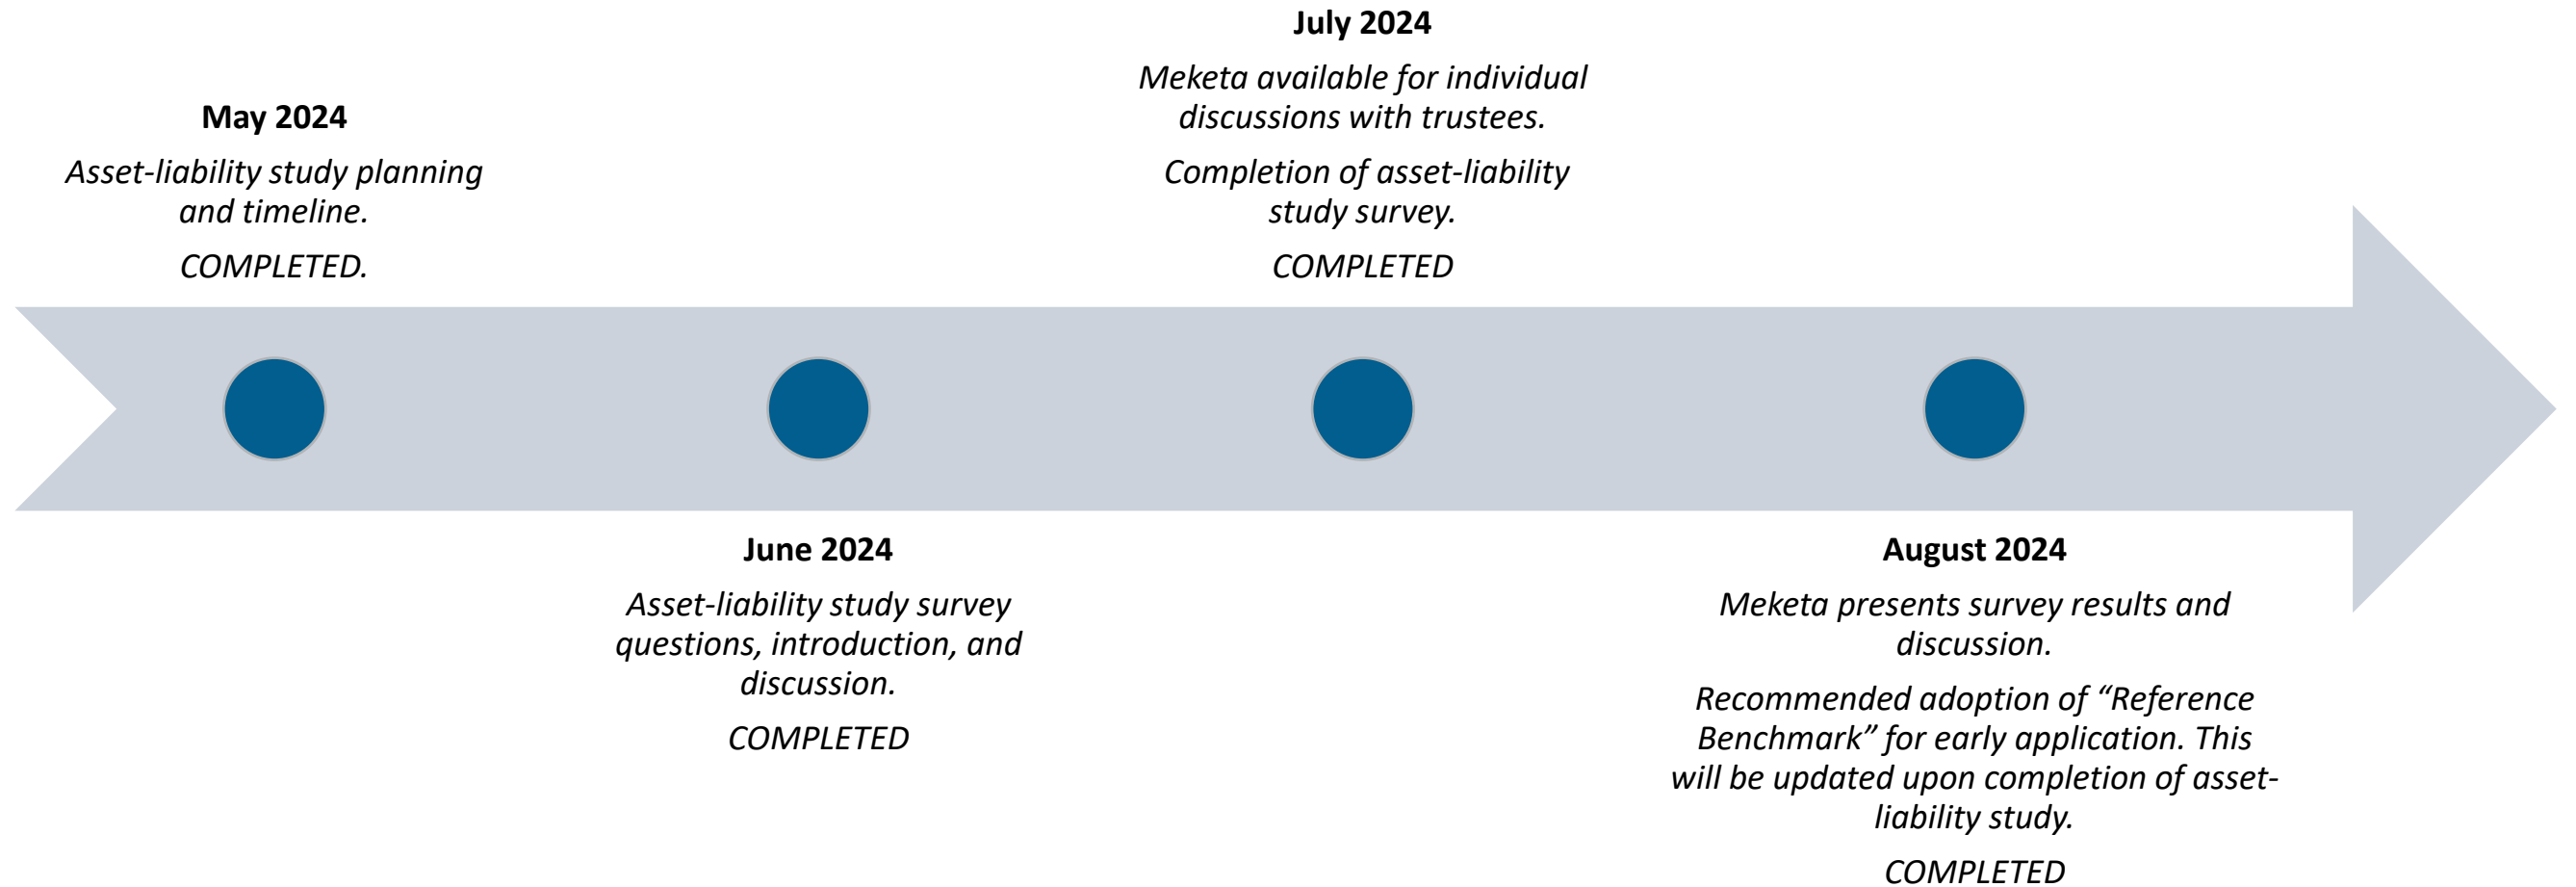 May 2024
Asset-liability study planning
and timeline.
COMPLETED.
June 2024
Asset-liability study survey
questions, introduction, and
discussion.
COMPLETED
July 2024
Meketa available for individual
discussions with trustees.
Completion of asset-liability
study survey.
COMPLETED
August 2024
Meketa presents survey results and
discussion.
Recommended adoption of “Reference
Benchmark” for early application. This
will be updated upon completion of asset-
liability study.
COMPLETED